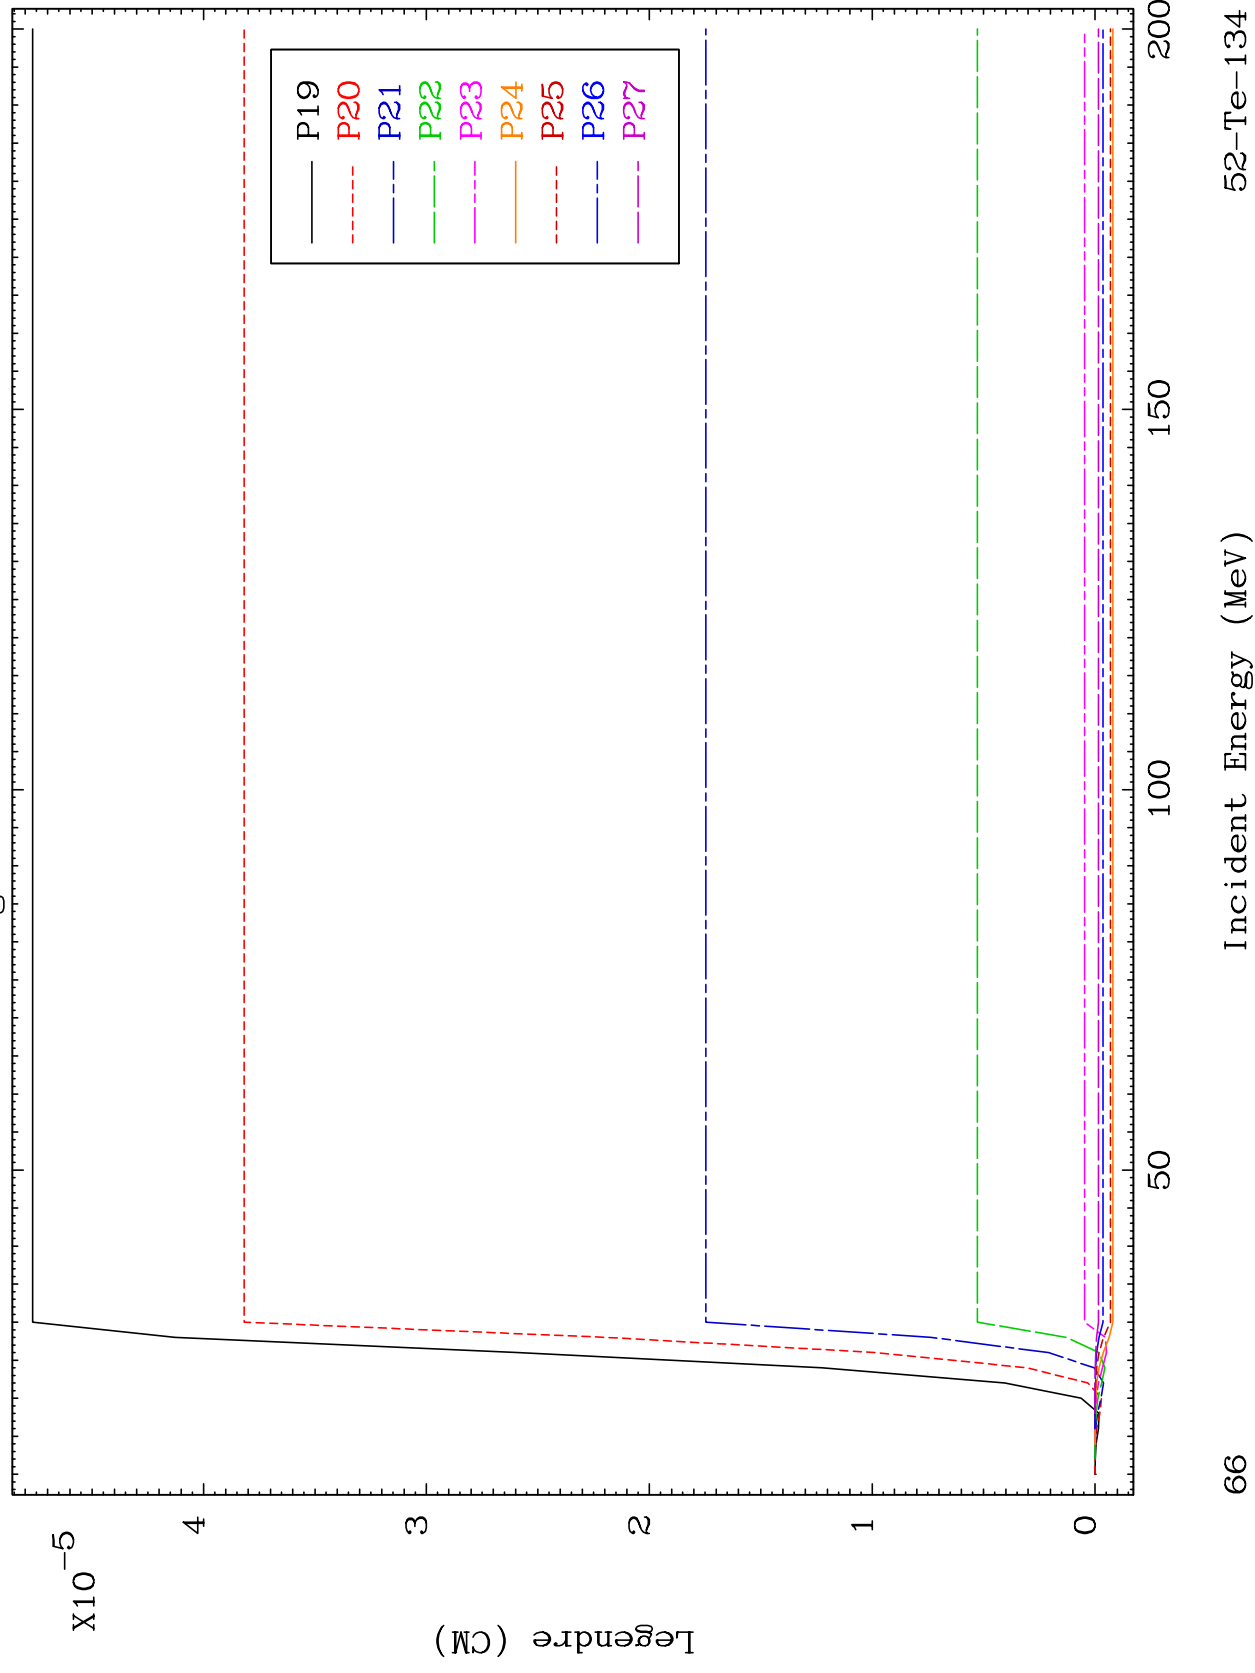 X10-5
Legendre (CM)
4
3
2
1
0
P19
P20
P21
P22
P23
P24
P25
P26
P27
50
100
150
200
Incident Energy (MeV)
66
52-Te-134